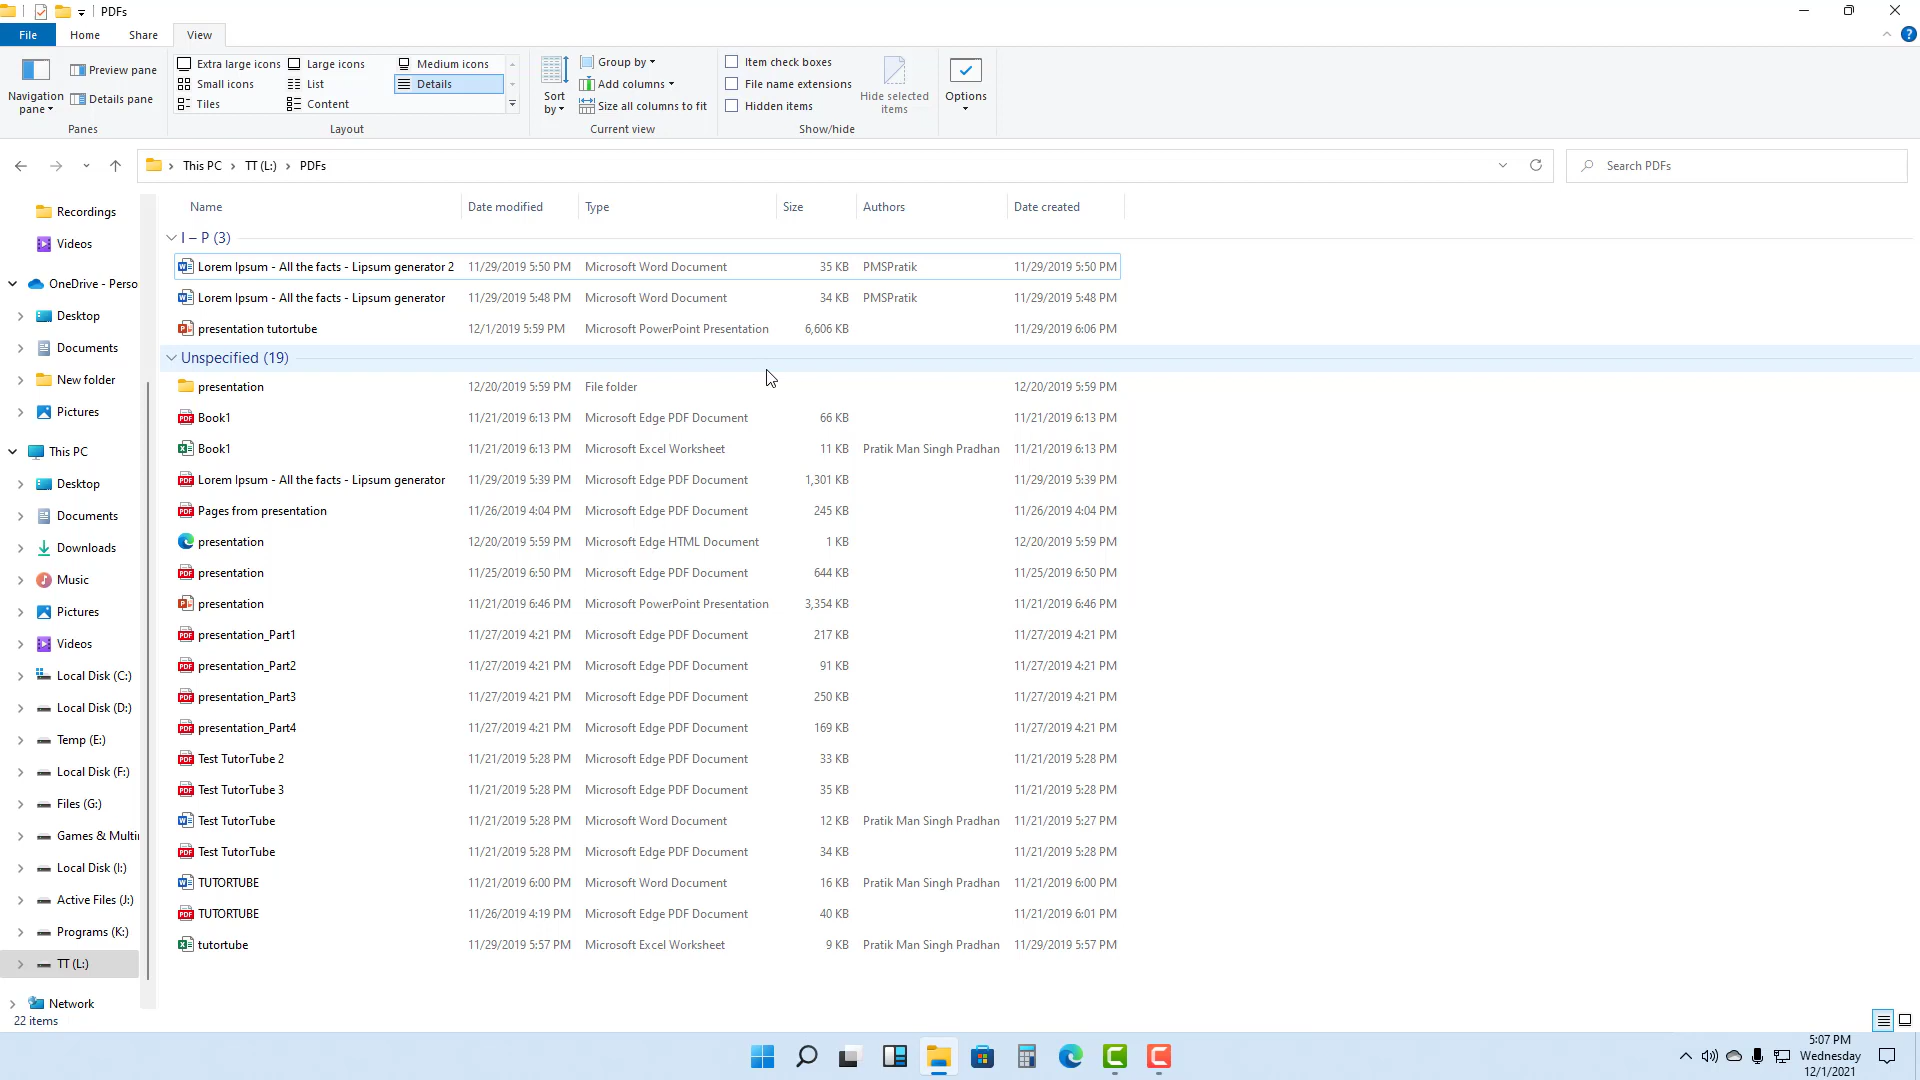 PDFs
File Home Share View
Navigation pane
Preview pane
Details pane
Panes
Extra large icons Large icons Medium icons
Small icons List Details
Tiles Content
Layout
Sort by
Group by
Add columns
Size all columns to fit
Current view
Item check boxes
File name extensions
Hidden items
Hide selected items
Show/hide
Options
This PC › TT (L:) › PDFs
Search PDFs
Recordings
Videos
OneDrive - Perso
Desktop
Documents
New folder
Pictures
This PC
Desktop
Documents
Downloads
Music
Pictures
Videos
Local Disk (C:)
Local Disk (D:)
Temp (E:)
Local Disk (F:)
Files (G:)
Games & Multi
Local Disk (I:)
Active Files (J:)
Programs (K:)
TT (L:)
Network
Name Date modified Type Size Authors Date created
I – P (3)
Lorem Ipsum - All the facts - Lipsum generator 2 11/29/2019 5:50 PM Microsoft Word Document 35 KB PMSPratik 11/29/2019 5:50 PM
Lorem Ipsum - All the facts - Lipsum generator 11/29/2019 5:48 PM Microsoft Word Document 34 KB PMSPratik 11/29/2019 5:48 PM
presentation tutortube 12/1/2019 5:59 PM Microsoft PowerPoint Presentation 6,606 KB 11/29/2019 6:06 PM
Unspecified (19)
presentation 12/20/2019 5:59 PM File folder 12/20/2019 5:59 PM
Book1 11/21/2019 6:13 PM Microsoft Edge PDF Document 66 KB 11/21/2019 6:13 PM
Book1 11/21/2019 6:13 PM Microsoft Excel Worksheet 11 KB Pratik Man Singh Pradhan 11/21/2019 6:13 PM
Lorem Ipsum - All the facts - Lipsum generator 11/29/2019 5:39 PM Microsoft Edge PDF Document 1,301 KB 11/29/2019 5:39 PM
Pages from presentation 11/26/2019 4:04 PM Microsoft Edge PDF Document 245 KB 11/26/2019 4:04 PM
presentation 12/20/2019 5:59 PM Microsoft Edge HTML Document 1 KB 12/20/2019 5:59 PM
presentation 11/25/2019 6:50 PM Microsoft Edge PDF Document 644 KB 11/25/2019 6:50 PM
presentation 11/21/2019 6:46 PM Microsoft PowerPoint Presentation 3,354 KB 11/21/2019 6:46 PM
presentation_Part1 11/27/2019 4:21 PM Microsoft Edge PDF Document 217 KB 11/27/2019 4:21 PM
presentation_Part2 11/27/2019 4:21 PM Microsoft Edge PDF Document 91 KB 11/27/2019 4:21 PM
presentation_Part3 11/27/2019 4:21 PM Microsoft Edge PDF Document 250 KB 11/27/2019 4:21 PM
presentation_Part4 11/27/2019 4:21 PM Microsoft Edge PDF Document 169 KB 11/27/2019 4:21 PM
Test TutorTube 2 11/21/2019 5:28 PM Microsoft Edge PDF Document 33 KB 11/21/2019 5:28 PM
Test TutorTube 3 11/21/2019 5:28 PM Microsoft Edge PDF Document 35 KB 11/21/2019 5:28 PM
Test TutorTube 11/21/2019 5:28 PM Microsoft Word Document 12 KB Pratik Man Singh Pradhan 11/21/2019 5:27 PM
Test TutorTube 11/21/2019 5:28 PM Microsoft Edge PDF Document 34 KB 11/21/2019 5:28 PM
TUTORTUBE 11/21/2019 6:00 PM Microsoft Word Document 16 KB Pratik Man Singh Pradhan 11/21/2019 6:00 PM
TUTORTUBE 11/26/2019 4:19 PM Microsoft Edge PDF Document 40 KB 11/21/2019 6:01 PM
tutortube 11/29/2019 5:57 PM Microsoft Excel Worksheet 9 KB Pratik Man Singh Pradhan 11/29/2019 5:57 PM
22 items
5:07 PM
Wednesday
12/1/2021